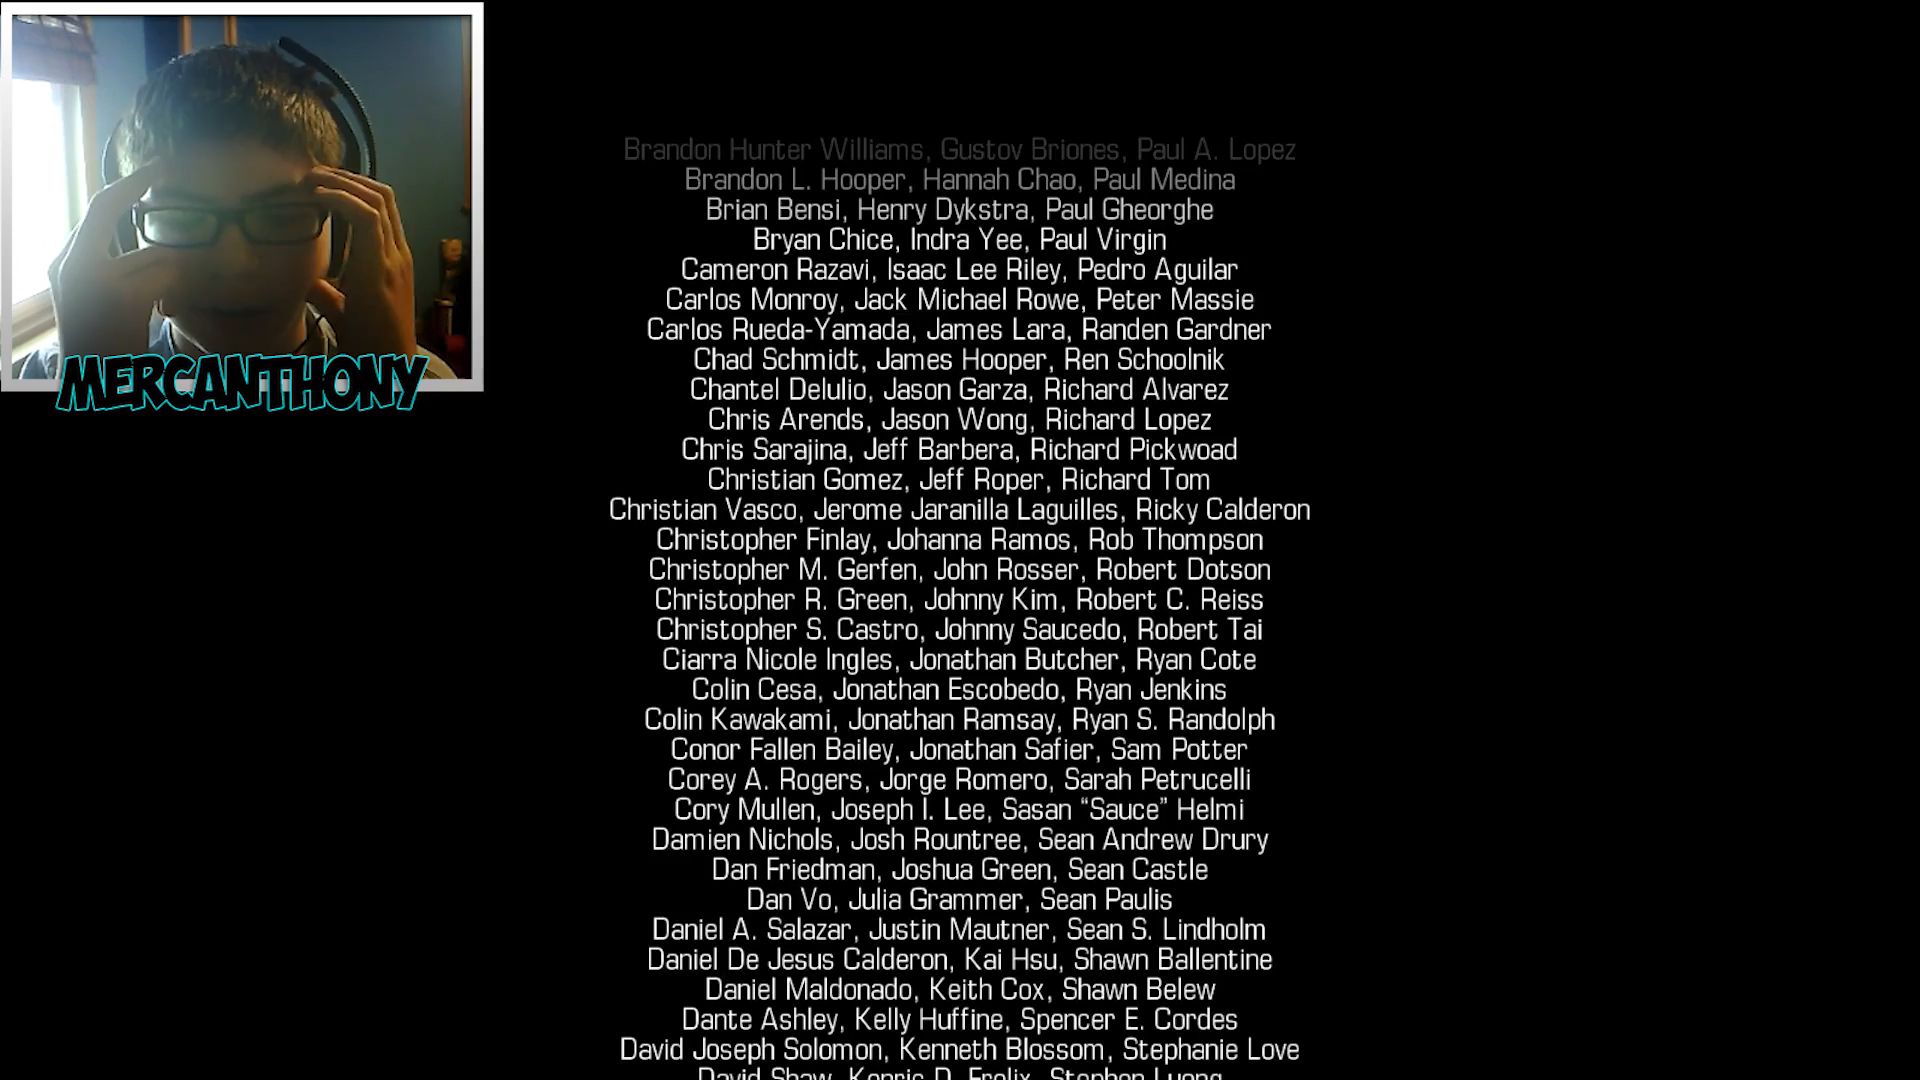 MERCANTHONY
Brandon Hunter Williams, Gustov Briones, Paul A. Lopez
Brandon L. Hooper, Hannah Chao, Paul Medina
Brian Bensi, Henry Dykstra, Paul Gheorghe
Bryan Chice, Indra Yee, Paul Virgin
Cameron Razavi, Isaac Lee Riley, Pedro Aguilar
Carlos Monroy, Jack Michael Rowe, Peter Massie
Carlos Rueda-Yamada, James Lara, Randen Gardner
Chad Schmidt, James Hooper, Ren Schoolnik
Chantel Delulio, Jason Garza, Richard Alvarez
Chris Arends, Jason Wong, Richard Lopez
Chris Sarajina, Jeff Barbera, Richard Pickwoad
Christian Gomez, Jeff Roper, Richard Tom
Christian Vasco, Jerome Jaranilla Laguilles, Ricky Calderon
Christopher Finlay, Johanna Ramos, Rob Thompson
Christopher M. Gerfen, John Rosser, Robert Dotson
Christopher R. Green, Johnny Kim, Robert C. Reiss
Christopher S. Castro, Johnny Saucedo, Robert Tai
Ciarra Nicole Ingles, Jonathan Butcher, Ryan Cote
Colin Cesa, Jonathan Escobedo, Ryan Jenkins
Colin Kawakami, Jonathan Ramsay, Ryan S. Randolph
Conor Fallen Bailey, Jonathan Safier, Sam Potter
Corey A. Rogers, Jorge Romero, Sarah Petrucelli
Cory Mullen, Joseph I. Lee, Sasan “Sauce” Helmi
Damien Nichols, Josh Rountree, Sean Andrew Drury
Dan Friedman, Joshua Green, Sean Castle
Dan Vo, Julia Grammer, Sean Paulis
Daniel A. Salazar, Justin Mautner, Sean S. Lindholm
Daniel De Jesus Calderon, Kai Hsu, Shawn Ballentine
Daniel Maldonado, Keith Cox, Shawn Belew
Dante Ashley, Kelly Huffine, Spencer E. Cordes
David Joseph Solomon, Kenneth Blossom, Stephanie Love
David Shaw, Kenric D. Frolix, Stephen Luong